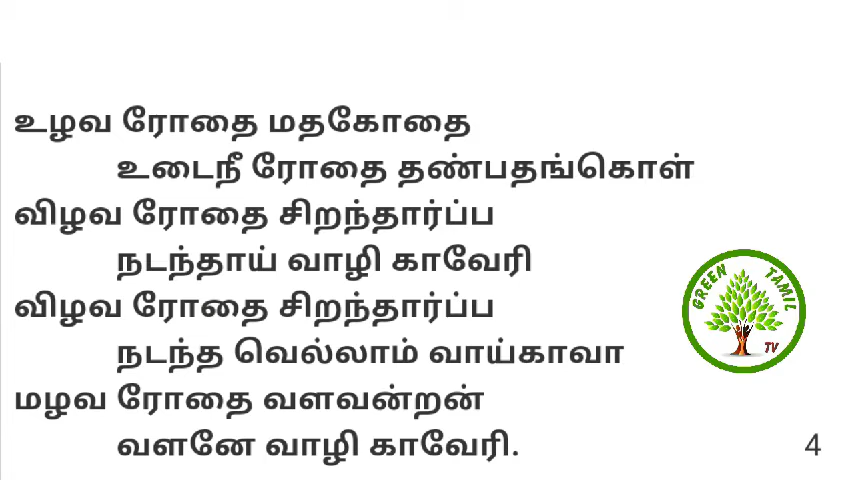 உழவ ரோதை மதகோதை
உடைநீ ரோதை தண்பதங்கொள்
விழவ ரோதை சிறந்தார்ப்ப
நடந்தாய் வாழி காவேரி
விழவ ரோதை சிறந்தார்ப்ப
நடந்த வெல்லாம் வாய்காவா
மழவ ரோதை வளவன்றன்
வளனே வாழி காவேரி.
GREEN TAMIL
TV
4